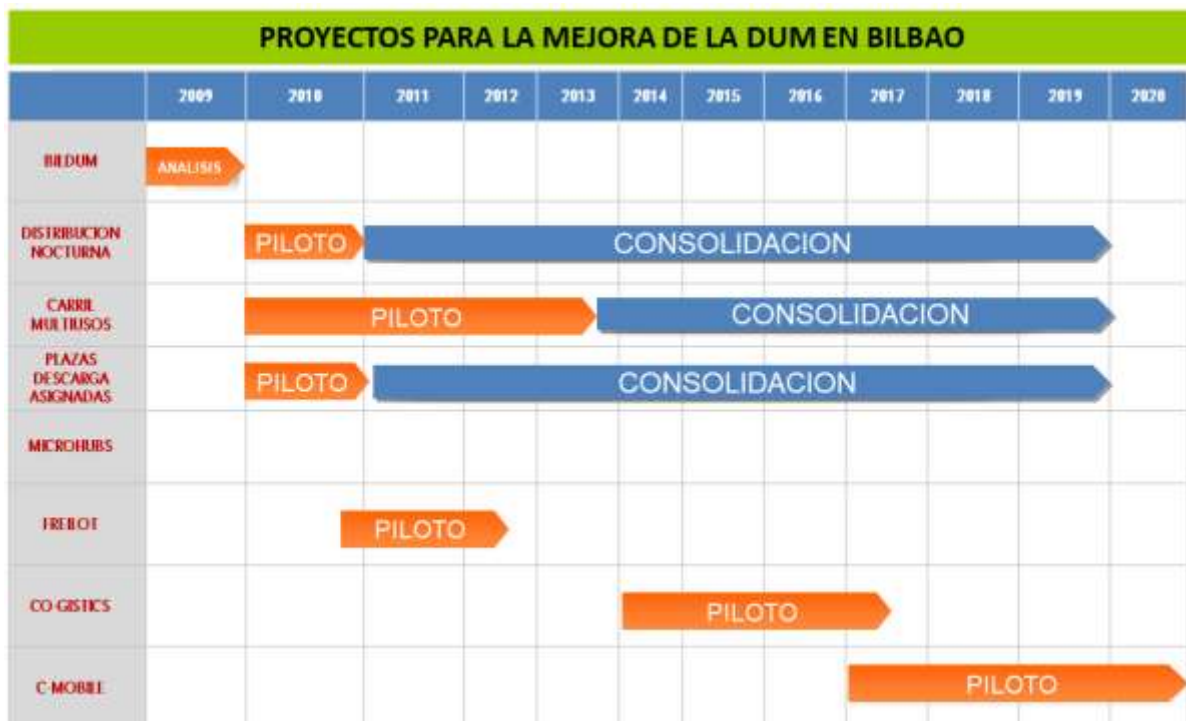 PROYECTOS PARA LA MEJORA DE LA DUM EN BILBAO
2009 2010 2011 2012 2013 2014 2015 2016 2017 2018 2019 2020
BILDUM
ANALISIS
DISTRIBUCION
NOCTURNA
PILOTO
CONSOLIDACION
CARRIL
MULTIUSOS
PILOTO
CONSOLIDACION
PLAZAS
DESCARGA
ASIGNADAS
PILOTO
CONSOLIDACION
MICROHUBS
FREILOT
PILOTO
CO-GISTICS
PILOTO
C-MOBILE
PILOTO